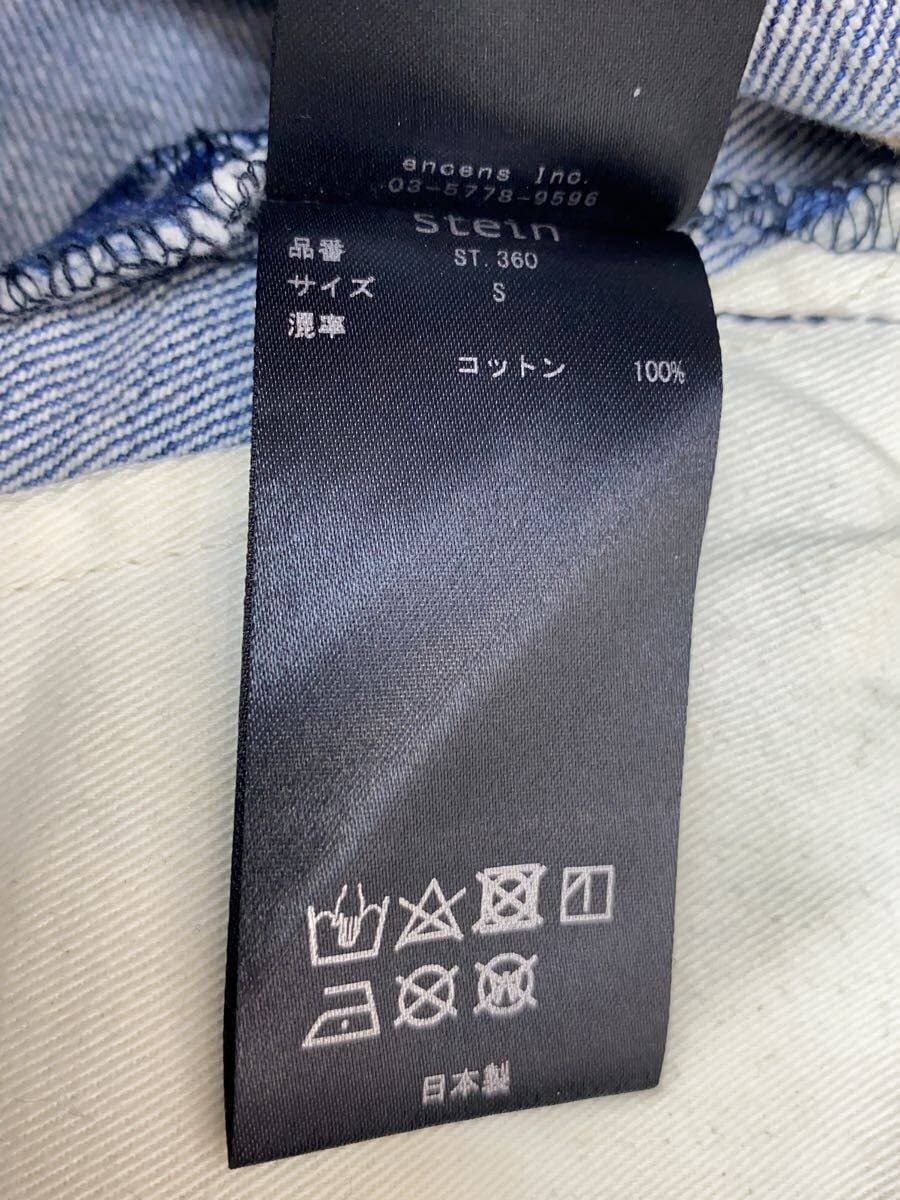 encens Inc.
03-5778-9596
stein
品番 ST.360
サイズ S
混率
コットン 100%
日本製